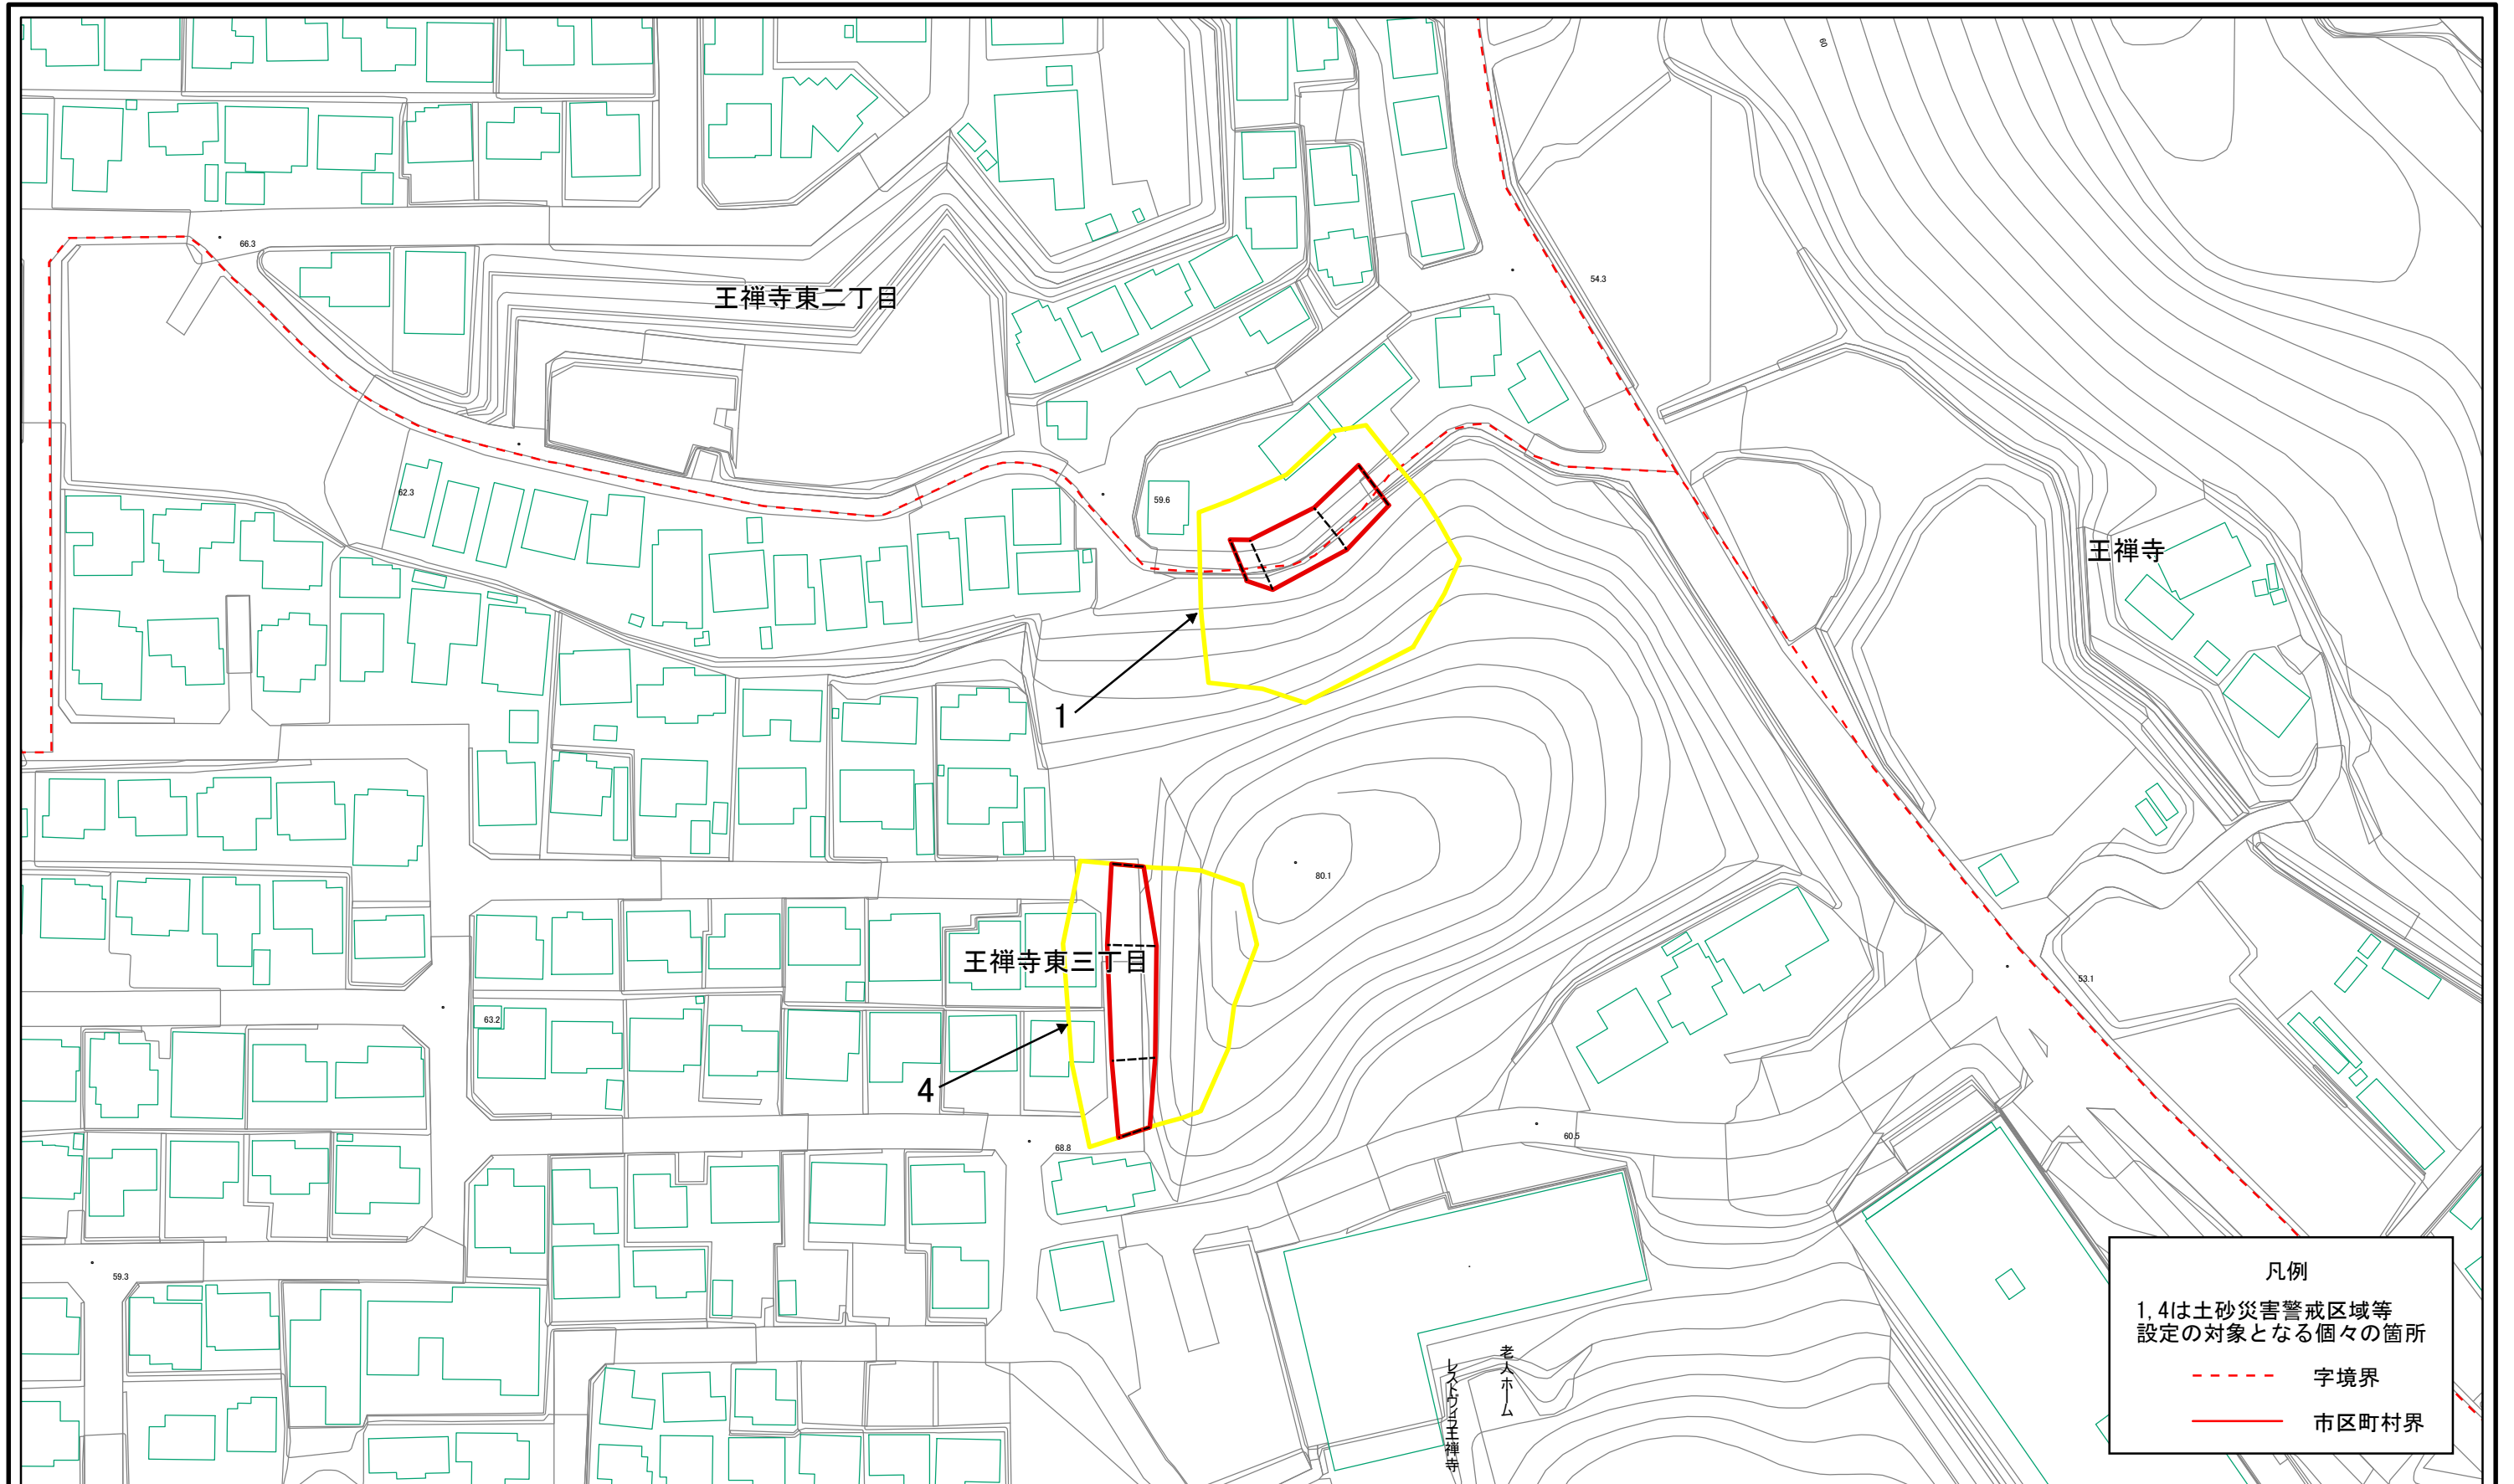 60
66.3
54.3
王禅寺東二丁目
62.3
59.6
王禅寺
1
80.1
王禅寺東三丁目
53.1
63.2
4
60.5
68.8
59.3
老人ホーム
レストヴィラ王禅寺
凡例
1,4は土砂災害警戒区域等
設定の対象となる個々の箇所
字境界
市区町村界